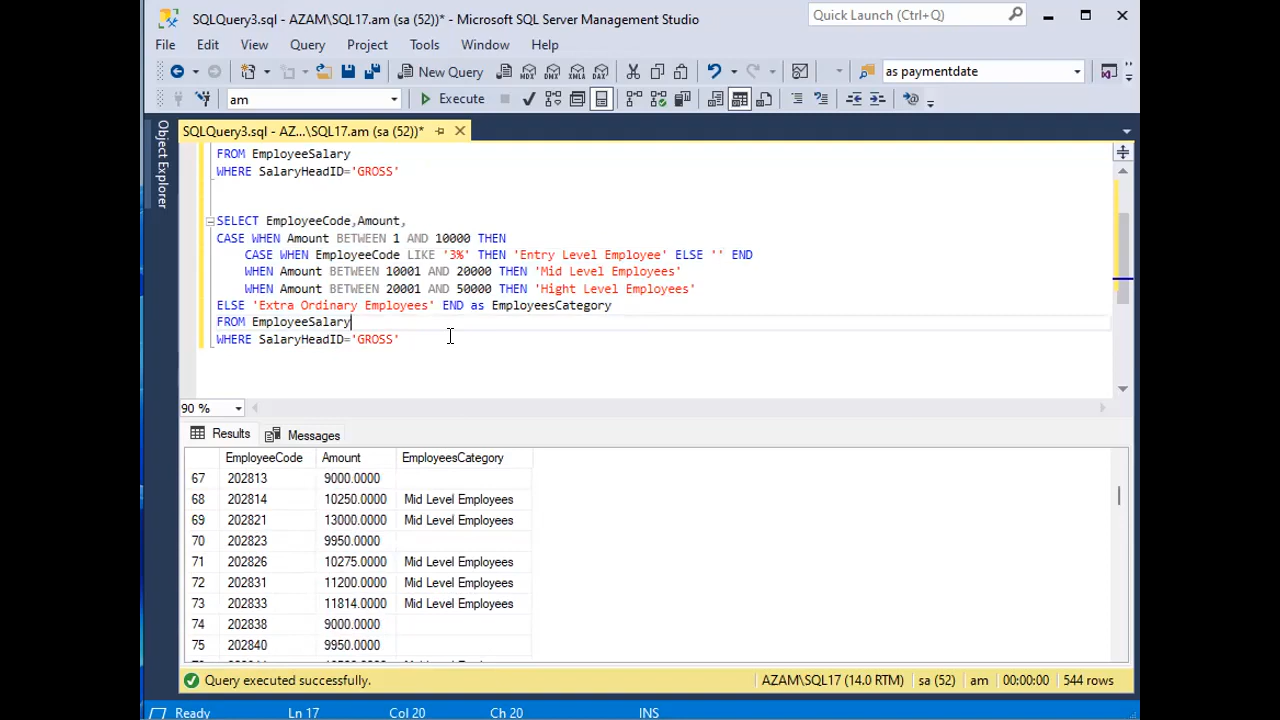 SQLQuery3.sql - AZAM\SQL17.am (sa (52))* - Microsoft SQL Server Management Studio
Quick Launch (Ctrl+Q)
File Edit View Query Project Tools Window Help
New Query MDX DMX XMLA DAX as paymentdate
am Execute
SQLQuery3.sql - AZ...\SQL17.am (sa (52))*
Object Explorer
FROM EmployeeSalary
WHERE SalaryHeadID='GROSS'
SELECT EmployeeCode,Amount,
CASE WHEN Amount BETWEEN 1 AND 10000 THEN
CASE WHEN EmployeeCode LIKE '3%' THEN 'Entry Level Employee' ELSE '' END
WHEN Amount BETWEEN 10001 AND 20000 THEN 'Mid Level Employees'
WHEN Amount BETWEEN 20001 AND 50000 THEN 'Hight Level Employees'
ELSE 'Extra Ordinary Employees' END as EmployeesCategory
FROM EmployeeSalary
WHERE SalaryHeadID='GROSS'
90 %
Results Messages
EmployeeCode Amount EmployeesCategory
67 202813 9000.0000
68 202814 10250.0000 Mid Level Employees
69 202821 13000.0000 Mid Level Employees
70 202823 9950.0000
71 202826 10275.0000 Mid Level Employees
72 202831 11200.0000 Mid Level Employees
73 202833 11814.0000 Mid Level Employees
74 202838 9000.0000
75 202840 9950.0000
Query executed successfully. AZAM\SQL17 (14.0 RTM) sa (52) am 00:00:00 544 rows
Ready Ln 17 Col 20 Ch 20 INS